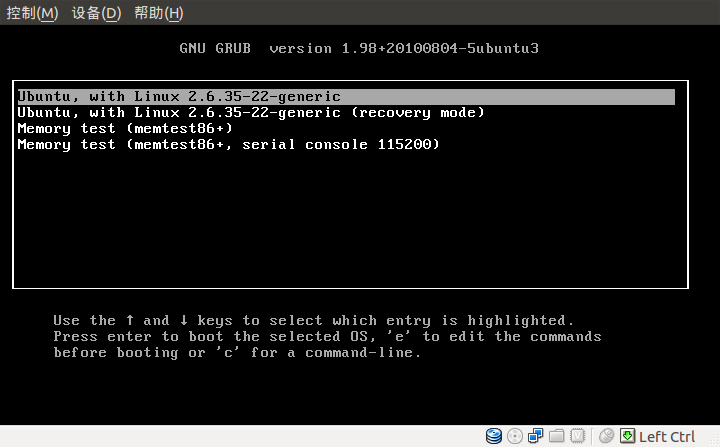 控制(M) 设备(D) 帮助(H)
GNU GRUB version 1.98+20100804-5ubuntu3
Ubuntu, with Linux 2.6.35-22-generic
Ubuntu, with Linux 2.6.35-22-generic (recovery mode)
Memory test (memtest86+)
Memory test (memtest86+, serial console 115200)
Use the ↑ and ↓ keys to select which entry is highlighted.
Press enter to boot the selected OS, 'e' to edit the commands
before booting or 'c' for a command-line.
Left Ctrl